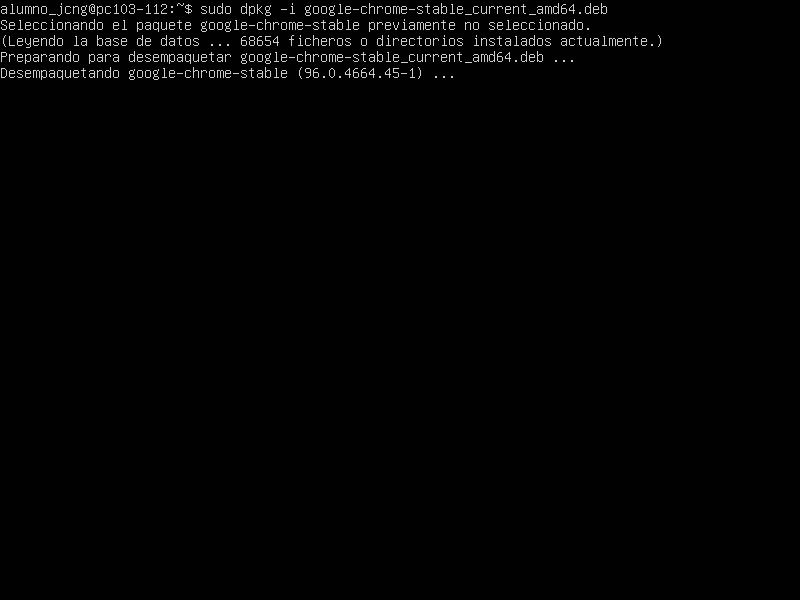 alumno_jcng@pc103-112:~$ sudo dpkg -i google-chrome-stable_current_amd64.deb
Seleccionando el paquete google-chrome-stable previamente no seleccionado.
(Leyendo la base de datos ... 68654 ficheros o directorios instalados actualmente.)
Preparando para desempaquetar google-chrome-stable_current_amd64.deb ...
Desempaquetando google-chrome-stable (96.0.4664.45-1) ...